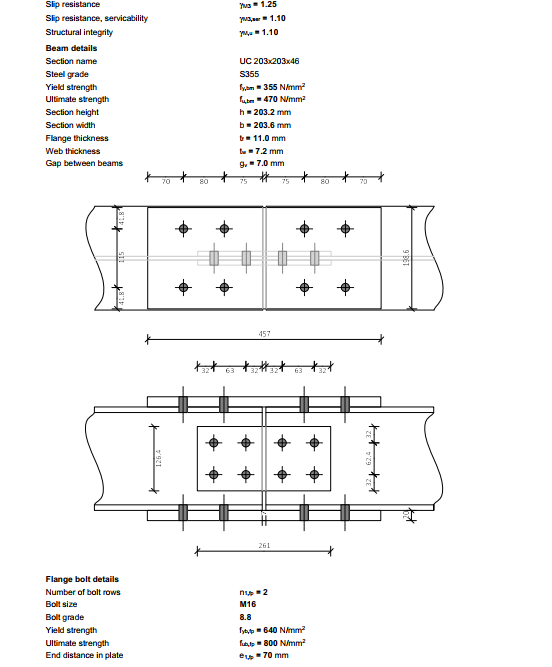 Slip resistance γM3 = 1.25
Slip resistance, servicability γM3,ser = 1.10
Structural integrity γM,u = 1.10
Beam details
Section name UC 203x203x46
Steel grade S355
Yield strength fy,bm = 355 N/mm²
Ultimate strength fu,bm = 470 N/mm²
Section height h = 203.2 mm
Section width b = 203.6 mm
Flange thickness tf = 11.0 mm
Web thickness tw = 7.2 mm
Gap between beams gv = 7.0 mm
70 80 75 75 80 70
41.8
115
41.8
198.6
457
32 63 32 32 63 32
126.4
32
62.4
32
7
20
261
Flange bolt details
Number of bolt rows n1,fp = 2
Bolt size M16
Bolt grade 8.8
Yield strength fyb,fp = 640 N/mm²
Ultimate strength fub,fp = 800 N/mm²
End distance in plate e1,fp = 70 mm